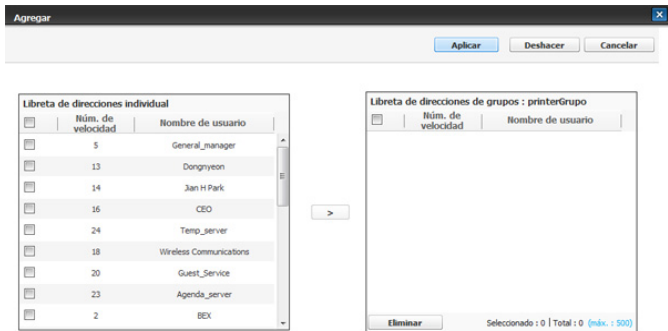 Agregar
Aplicar Deshacer Cancelar
Libreta de direcciones individual
Núm. de velocidad Nombre de usuario
5 General_manager
13 Dongnyeon
14 Jian H Park
16 CEO
24 Temp_server
18 Wireless Communications
20 Guest_Service
23 Agenda_server
2 BEX
>
Libreta de direcciones de grupos : printerGrupo
Núm. de velocidad Nombre de usuario
Eliminar Seleccionado : 0 | Total : 0 (máx. : 500)